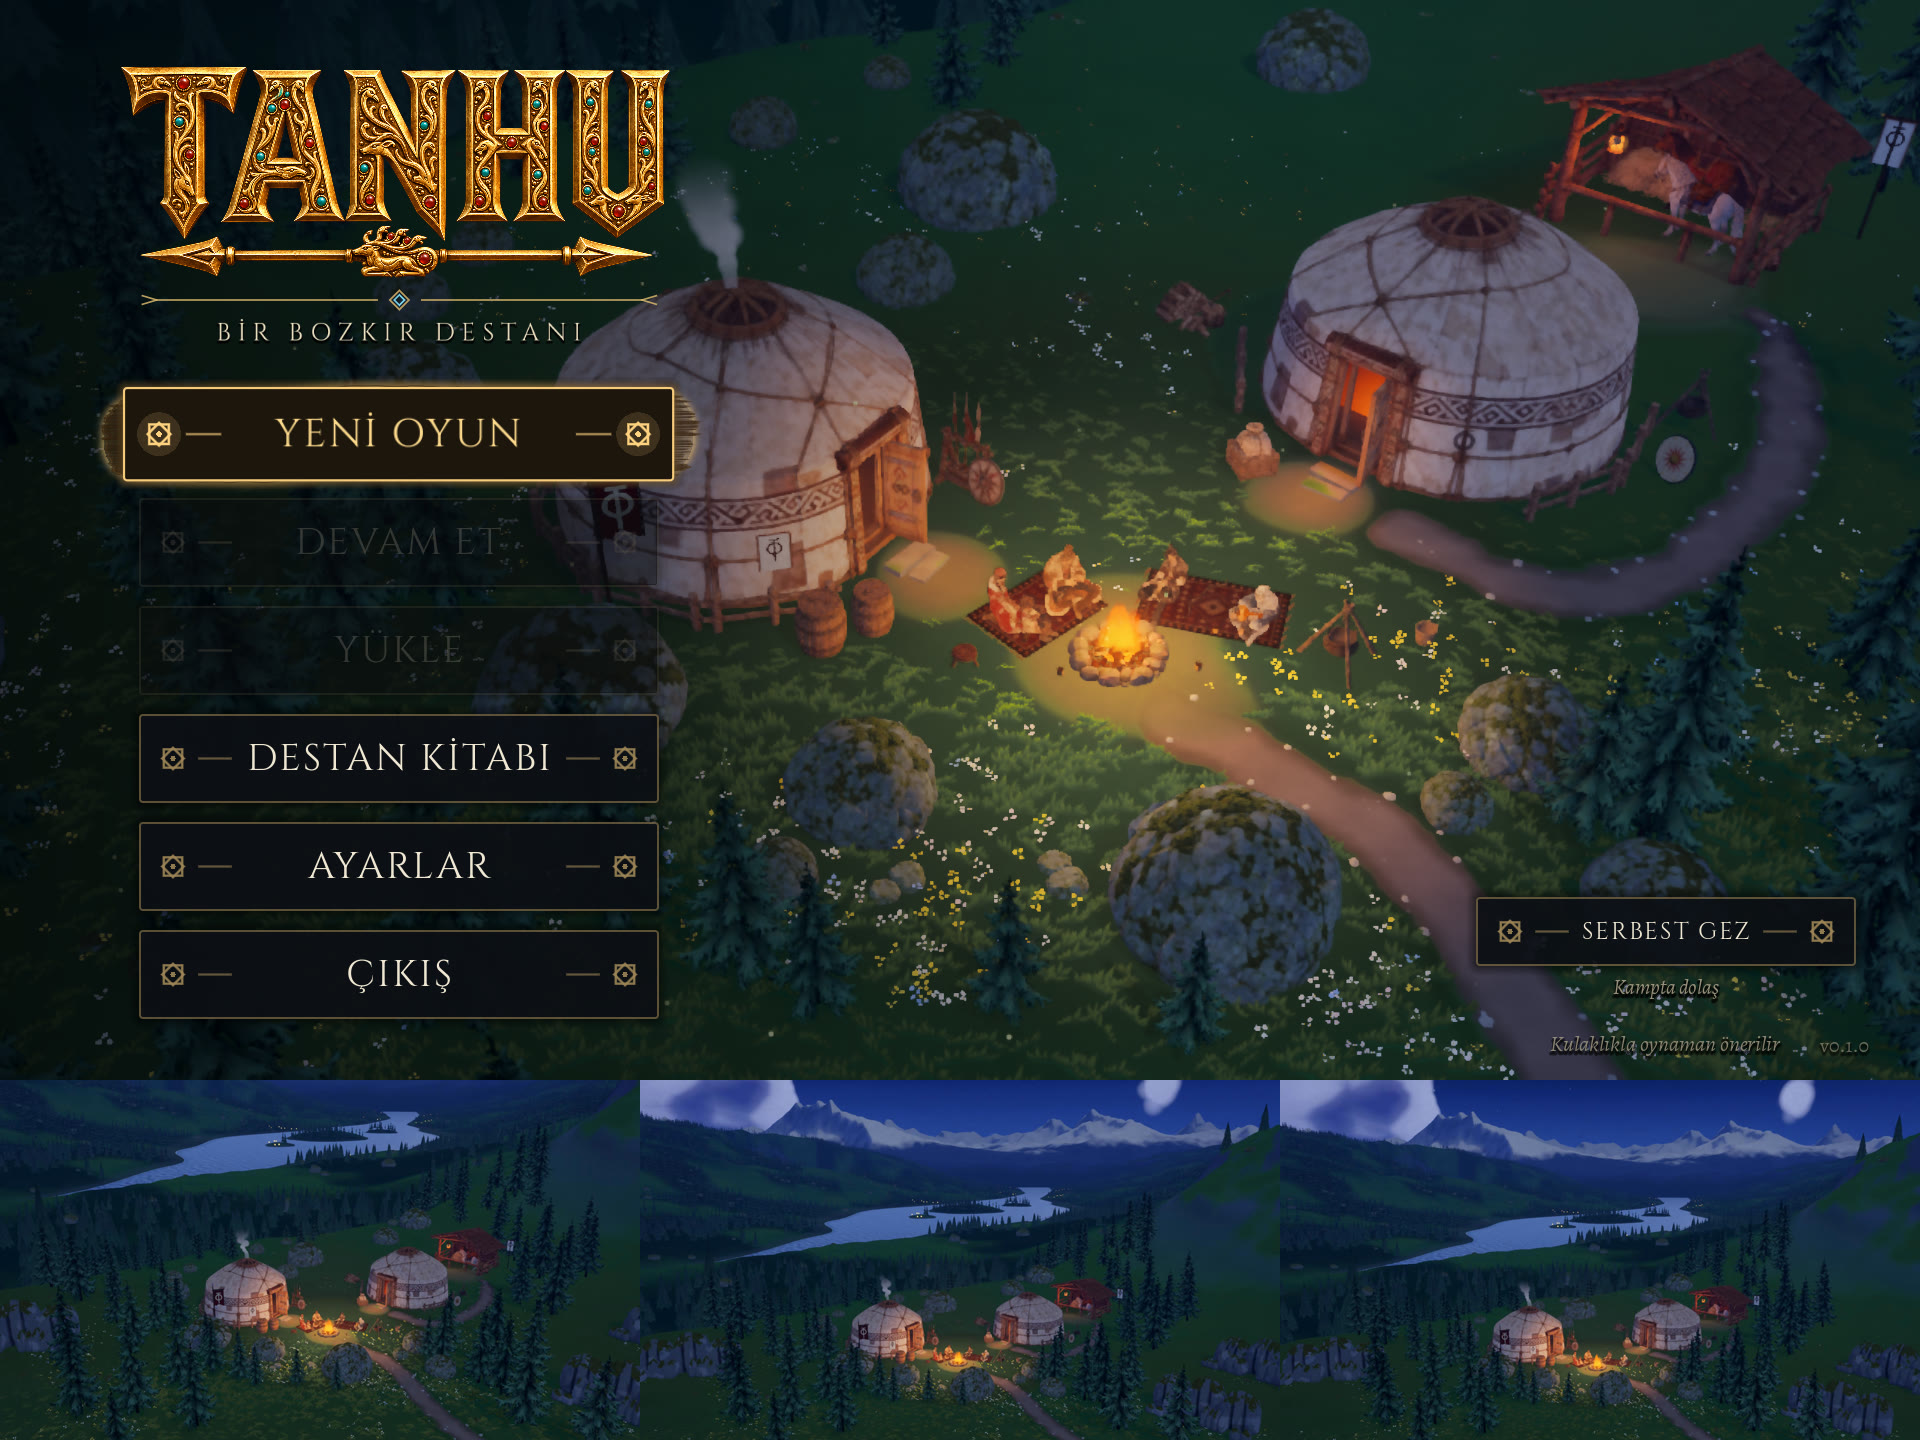 TANHU
BİR BOZKIR DESTANI
YENİ OYUN
DEVAM ET
YÜKLE
DESTAN KİTABI
AYARLAR
ÇIKIŞ
SERBEST GEZ
Kampta dolaş
Kulaklıkla oynaman önerilir
v0.1.0